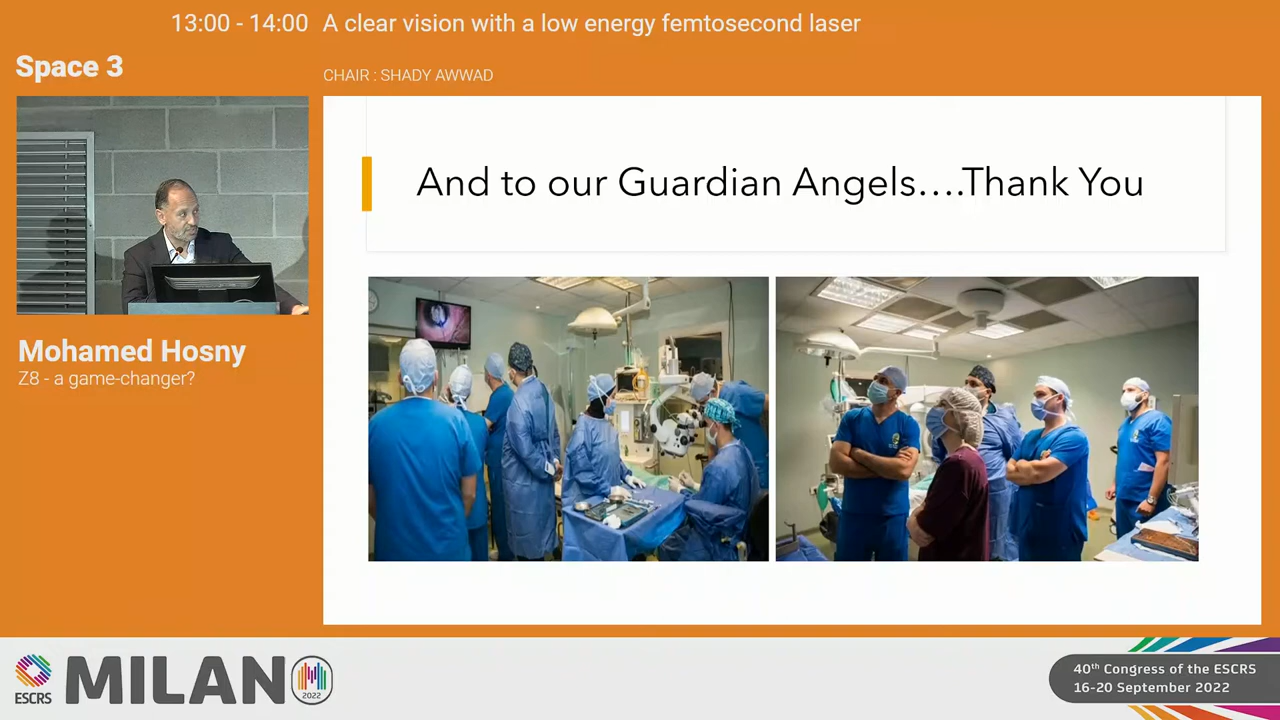 13:00 - 14:00 A clear vision with a low energy femtosecond laser
Space 3
CHAIR : SHADY AWWAD
And to our Guardian Angels....Thank You
Mohamed Hosny
Z8 - a game-changer?
ESCRS
MILANO
2022
40th Congress of the ESCRS
16-20 September 2022